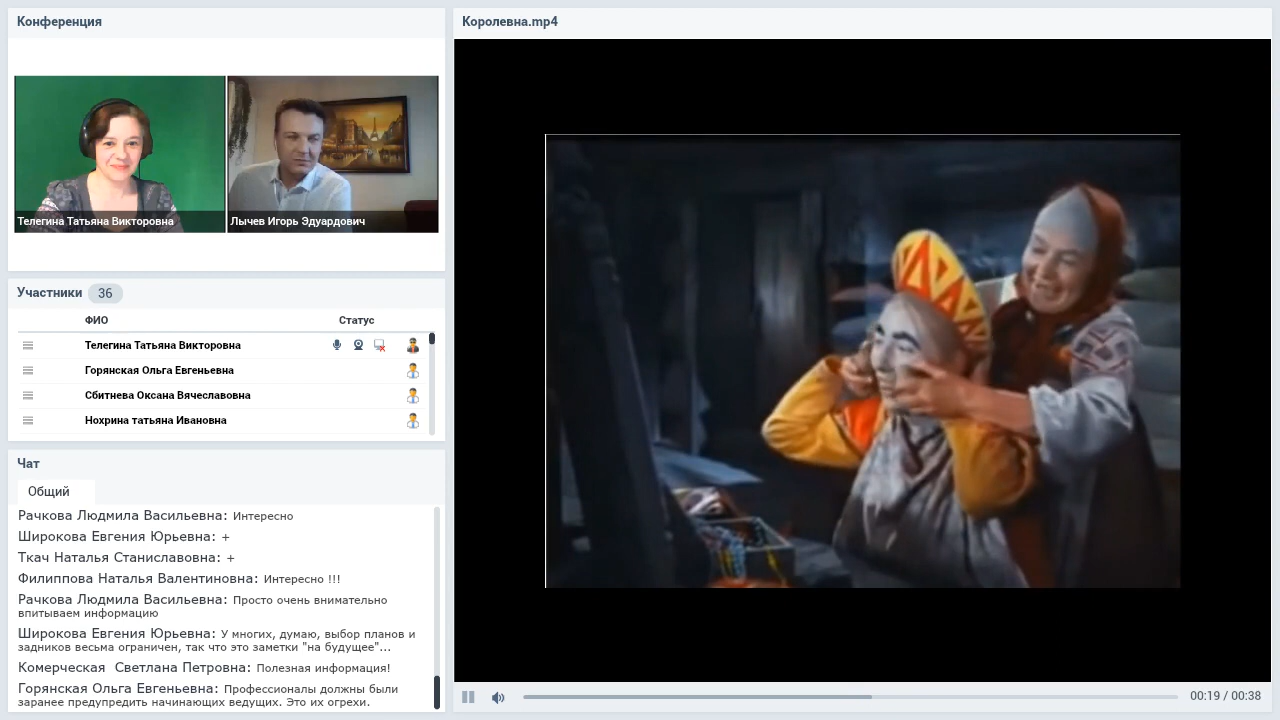 Конференция
Телегина Татьяна Викторовна
Лычев Игорь Эдуардович
Участники 36
ФИО Статус
Телегина Татьяна Викторовна
Горянская Ольга Евгеньевна
Сбитнева Оксана Вячеславовна
Нохрина татьяна Ивановна
Чат
Общий
Рачкова Людмила Васильевна: Интересно
Широкова Евгения Юрьевна: +
Ткач Наталья Станиславовна: +
Филиппова Наталья Валентиновна: Интересно !!!
Рачкова Людмила Васильевна: Просто очень внимательно
впитываем информацию
Широкова Евгения Юрьевна: У многих, думаю, выбор планов и
задников весьма ограничен, так что это заметки "на будущее"...
Комерческая  Светлана Петровна: Полезная информация!
Горянская Ольга Евгеньевна: Профессионалы должны были
заранее предупредить начинающих ведущих. Это их огрехи.
Королевна.mp4
00:19 / 00:38